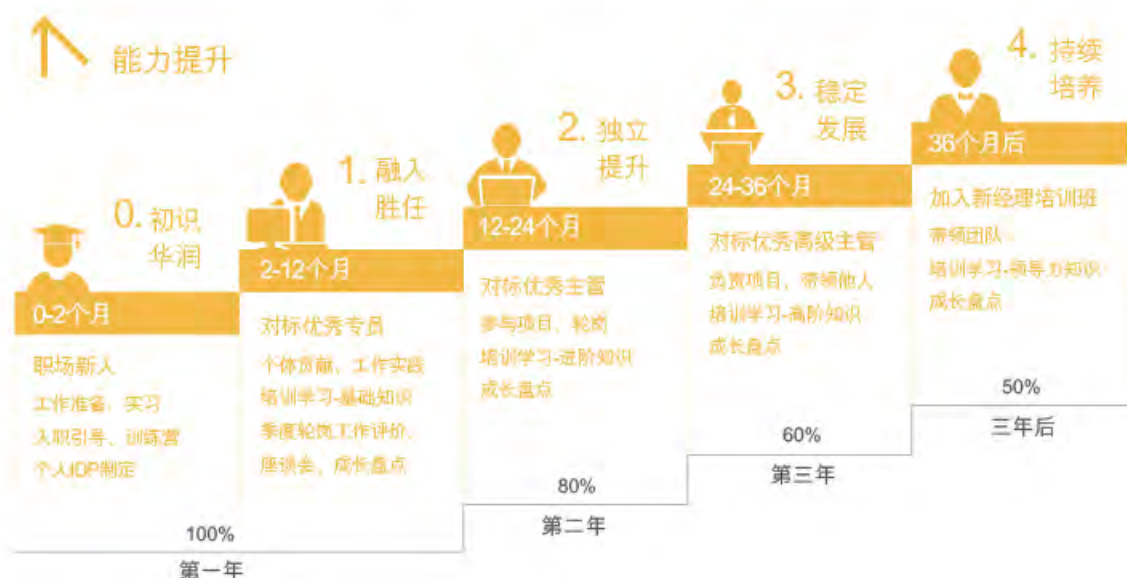 能力提升
0. 初识
华润
0-2个月
职场新人
工作准备、实习
入职引导、训练营
个人IDP制定
1. 融入
胜任
2-12个月
对标优秀专员
个体贡献、工作实践
培训学习-基础知识
季度轮岗工作评价、
座谈会、成长盘点
2. 独立
提升
12-24个月
对标优秀主管
参与项目、轮岗
培训学习-进阶知识
成长盘点
3. 稳定
发展
24-36个月
对标优秀高级主管
负责项目、带领他人
培训学习-高阶知识
成长盘点
4. 持续
培养
36个月后
加入新经理培训班
带领团队
培训学习-领导力知识
成长盘点
100%
第一年
80%
第二年
60%
第三年
50%
三年后